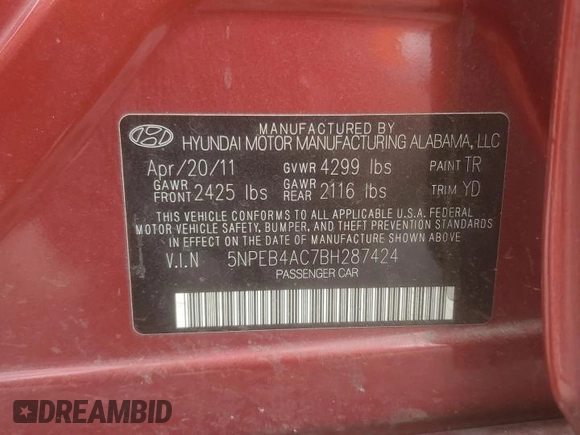 MANUFACTURED BY
HYUNDAI MOTOR MANUFACTURING ALABAMA, LLC
Apr/20/11 GVWR 4299 lbs PAINT TR
GAWR FRONT 2425 lbs GAWR REAR 2116 lbs TRIM YD
THIS VEHICLE CONFORMS TO ALL APPLICABLE U.S.A. FEDERAL
MOTOR VEHICLE SAFETY, BUMPER, AND THEFT PREVENTION STANDARDS
IN EFFECT ON THE DATE OF MANUFACTURE SHOWN ABOVE.
V.I.N 5NPEB4AC7BH287424
PASSENGER CAR
DREAMBID